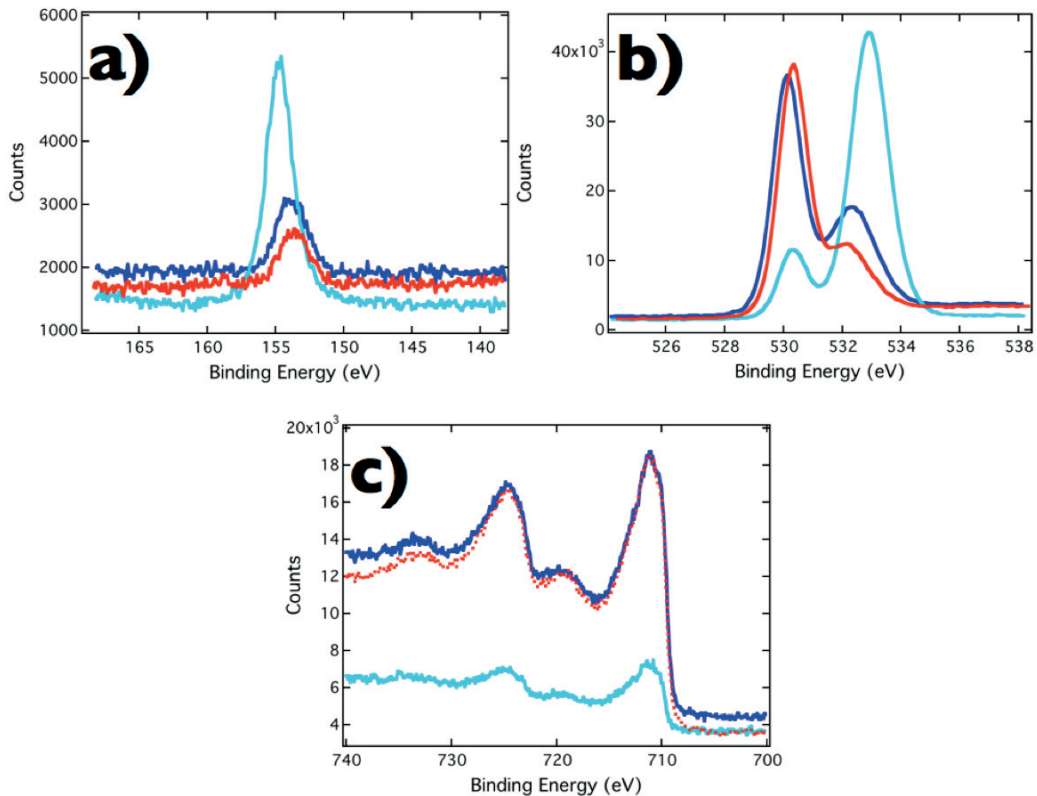 a)
6000
5000
4000
3000
2000
1000
Counts
165 160 155 150 145 140
Binding Energy (eV)
b)
40x10³
20
10
0
Counts
526 528 530 532 534 536 538
Binding Energy (eV)
c)
20x10³
18
16
14
12
10
8
6
4
Counts
740 730 720 710 700
Binding Energy (eV)